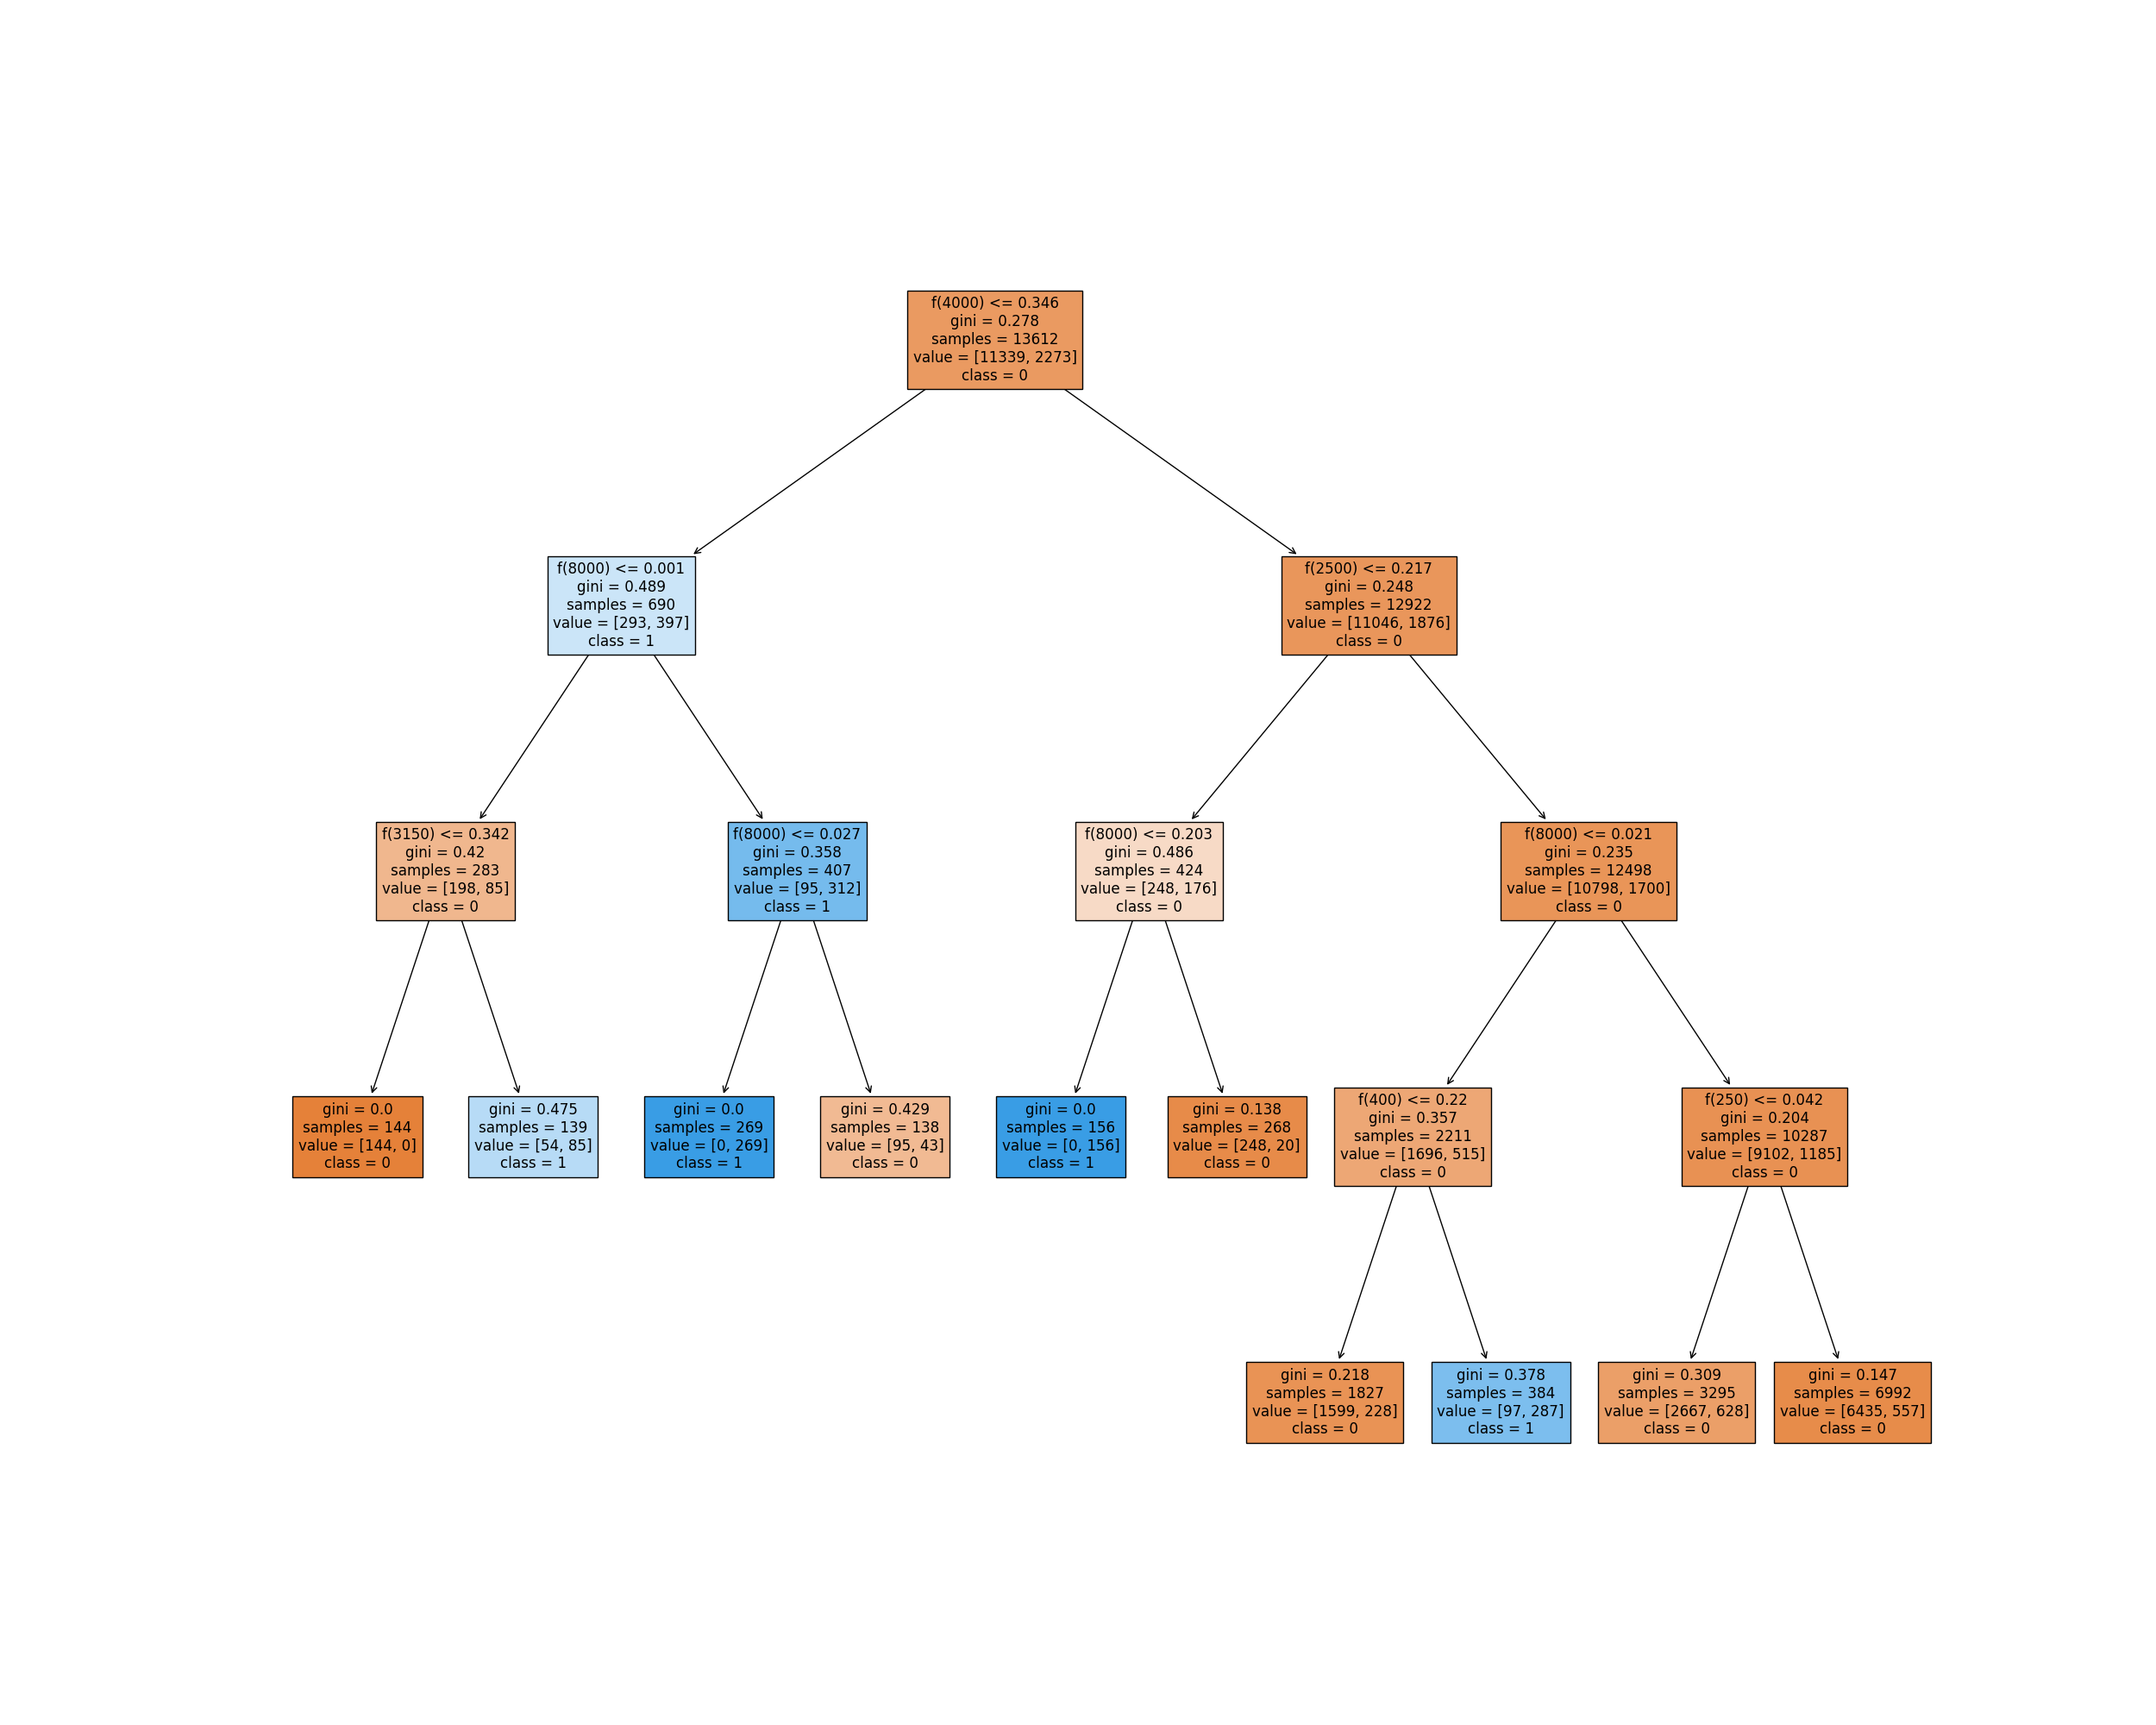 f(4000) <= 0.346
gini = 0.278
samples = 13612
value = [11339, 2273]
class = 0
f(8000) <= 0.001
gini = 0.489
samples = 690
value = [293, 397]
class = 1
f(2500) <= 0.217
gini = 0.248
samples = 12922
value = [11046, 1876]
class = 0
f(3150) <= 0.342
gini = 0.42
samples = 283
value = [198, 85]
class = 0
f(8000) <= 0.027
gini = 0.358
samples = 407
value = [95, 312]
class = 1
f(8000) <= 0.203
gini = 0.486
samples = 424
value = [248, 176]
class = 0
f(8000) <= 0.021
gini = 0.235
samples = 12498
value = [10798, 1700]
class = 0
gini = 0.0
samples = 144
value = [144, 0]
class = 0
gini = 0.475
samples = 139
value = [54, 85]
class = 1
gini = 0.0
samples = 269
value = [0, 269]
class = 1
gini = 0.429
samples = 138
value = [95, 43]
class = 0
gini = 0.0
samples = 156
value = [0, 156]
class = 1
gini = 0.138
samples = 268
value = [248, 20]
class = 0
f(400) <= 0.22
gini = 0.357
samples = 2211
value = [1696, 515]
class = 0
f(250) <= 0.042
gini = 0.204
samples = 10287
value = [9102, 1185]
class = 0
gini = 0.218
samples = 1827
value = [1599, 228]
class = 0
gini = 0.378
samples = 384
value = [97, 287]
class = 1
gini = 0.309
samples = 3295
value = [2667, 628]
class = 0
gini = 0.147
samples = 6992
value = [6435, 557]
class = 0